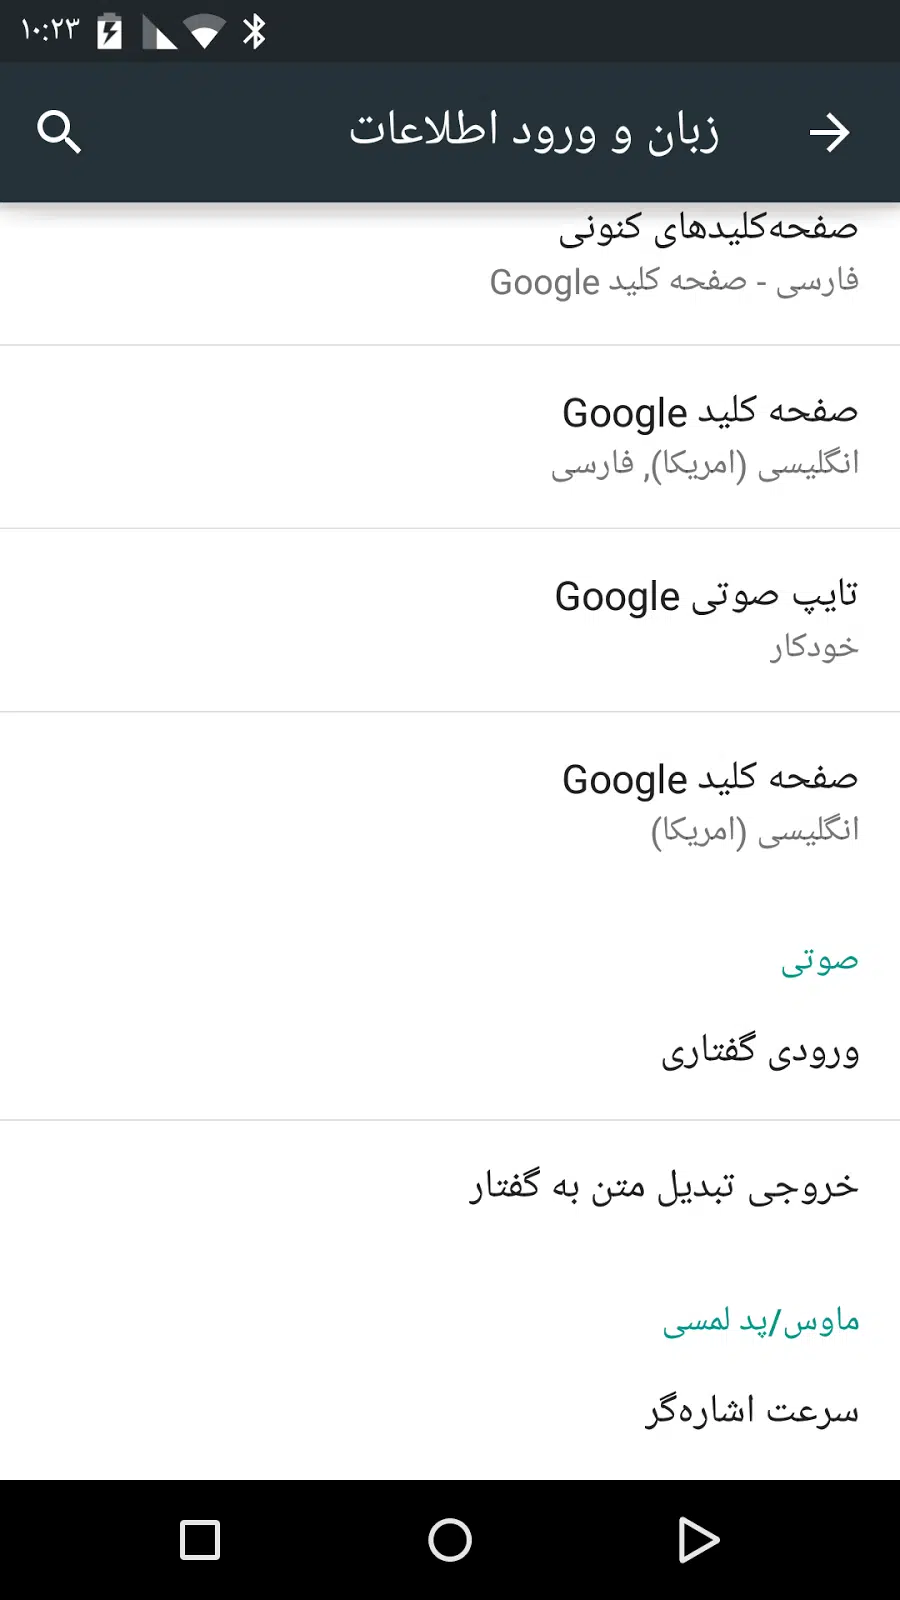 ۱۰:۲۳
زبان و ورود اطلاعات
صفحه‌کلیدهای کنونی
فارسی - صفحه کلید Google
صفحه کلید Google
انگلیسی (امریکا), فارسی
تایپ صوتی Google
خودکار
صفحه کلید Google
انگلیسی (امریکا)
صوتی
ورودی گفتاری
خروجی تبدیل متن به گفتار
ماوس/پد لمسی
سرعت اشاره‌گر